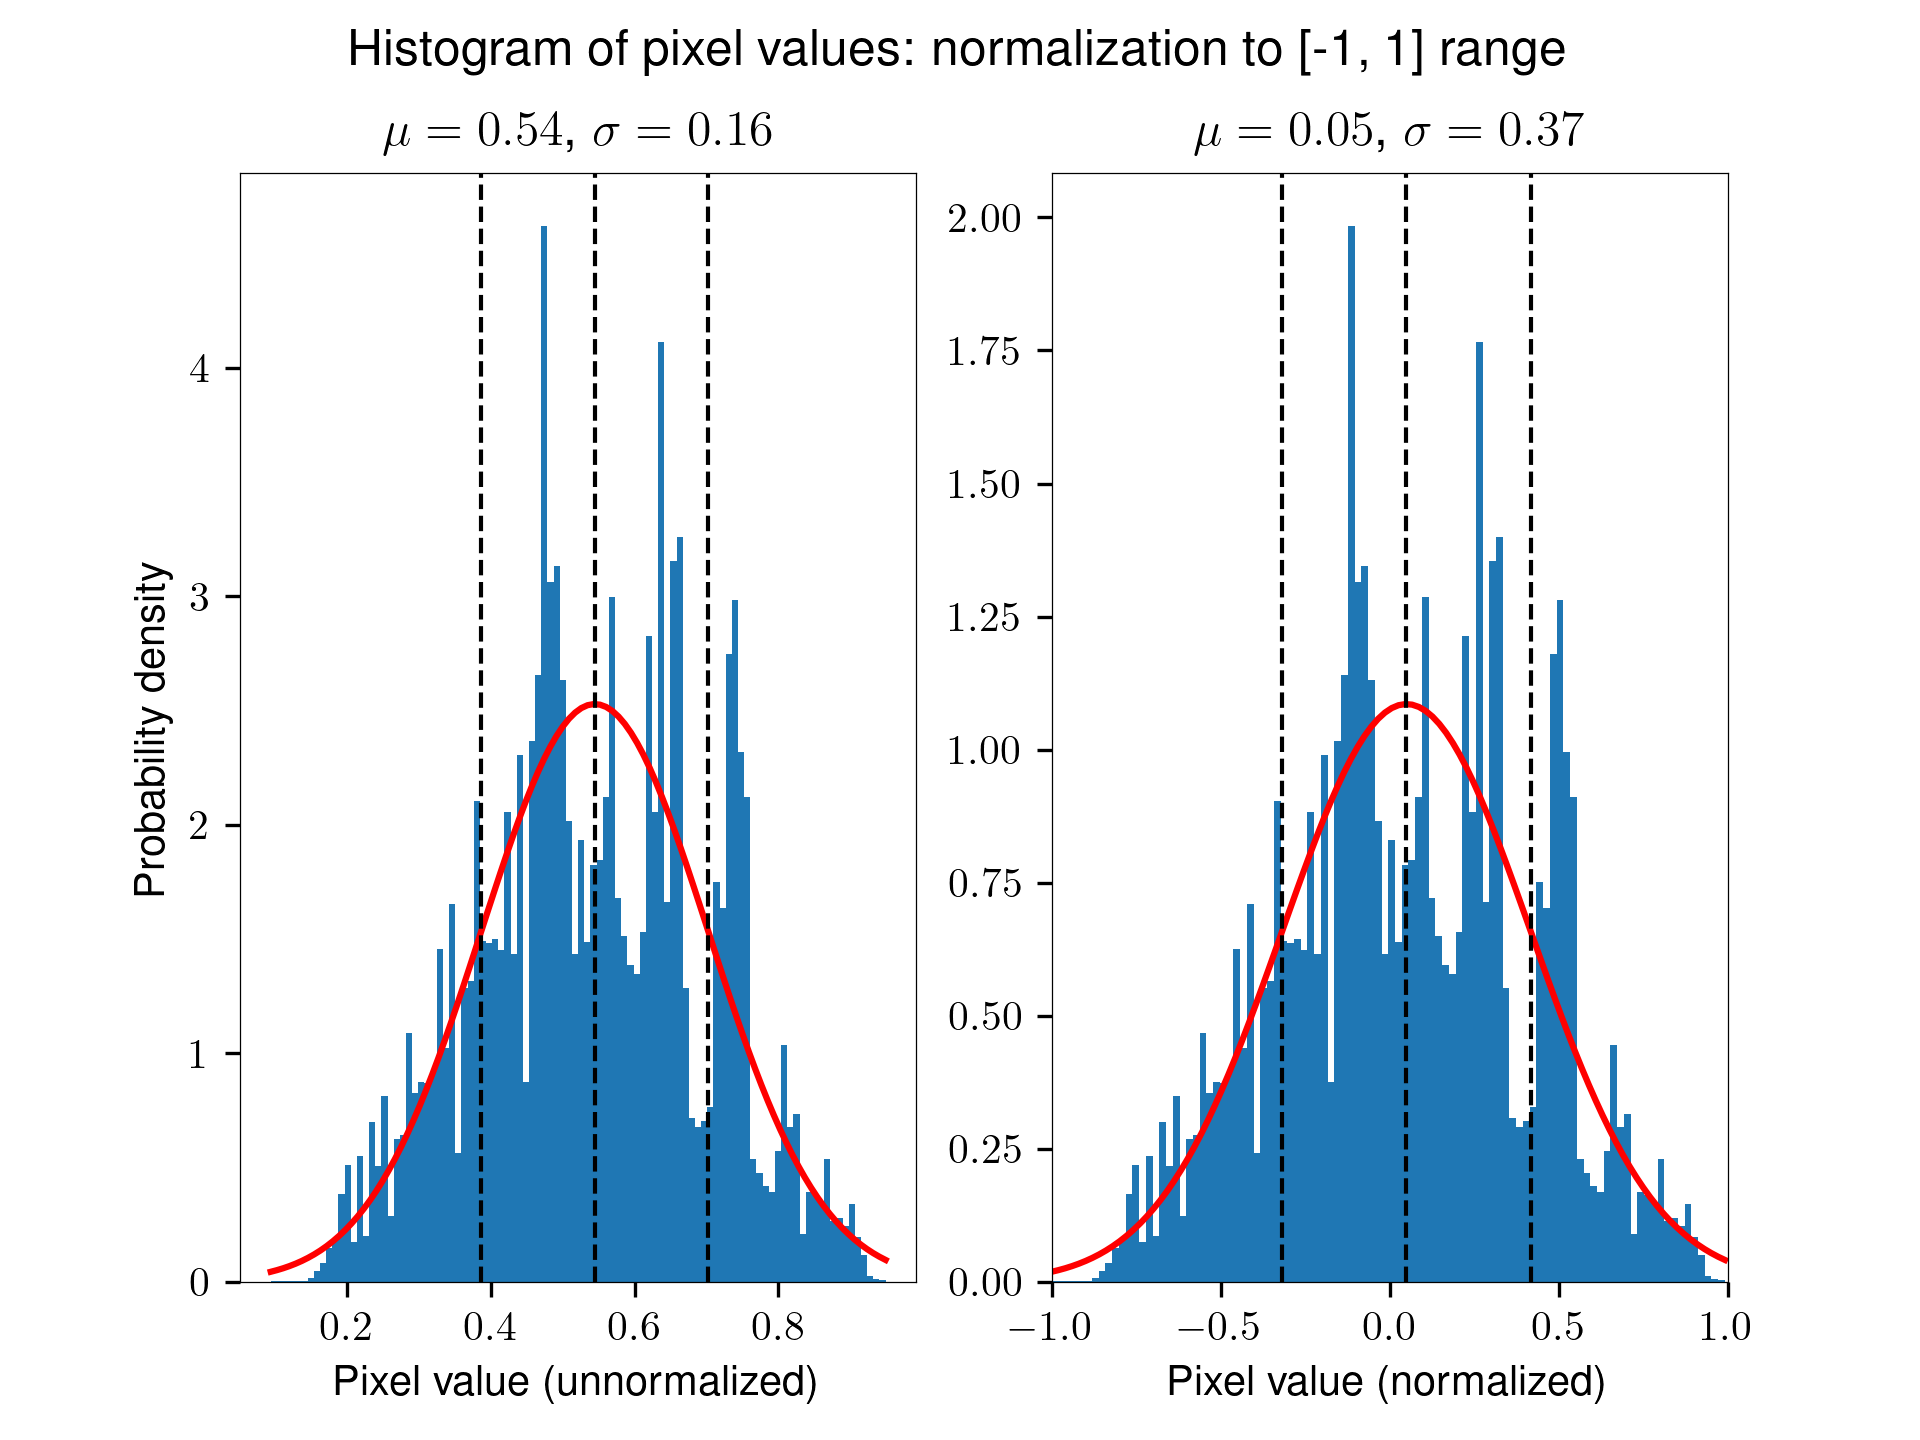 Histogram of pixel values: normalization to [-1, 1] range
μ = 0.54, σ = 0.16
Probability density
4
3
2
1
0
0.2 0.4 0.6 0.8
Pixel value (unnormalized)
μ = 0.05, σ = 0.37
2.00
1.75
1.50
1.25
1.00
0.75
0.50
0.25
0.00
−1.0 −0.5 0.0 0.5 1.0
Pixel value (normalized)